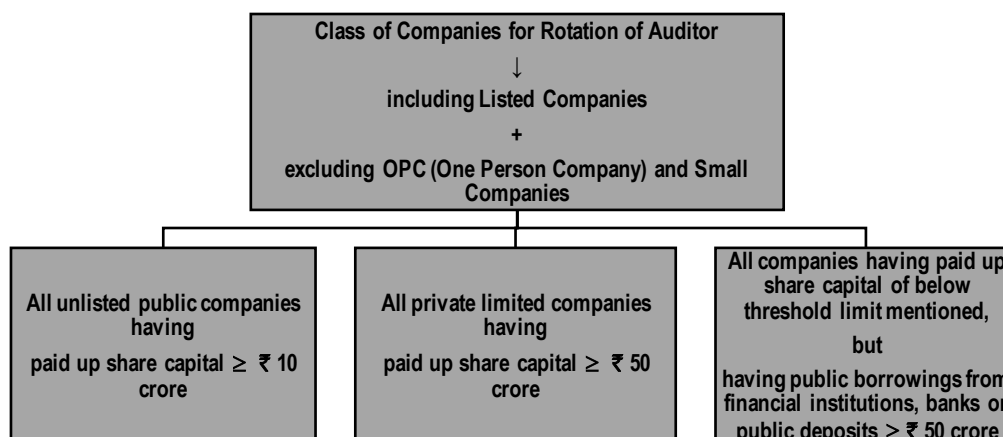 Class of Companies for Rotation of Auditor
↓
including Listed Companies
+
excluding OPC (One Person Company) and Small
Companies
All unlisted public companies
having
paid up share capital ≥ ₹ 10
crore
All private limited companies
having
paid up share capital ≥ ₹ 50
crore
All companies having paid up
share capital of below
threshold limit mentioned,
but
having public borrowings from
financial institutions, banks or
public deposits ≥ ₹ 50 crore